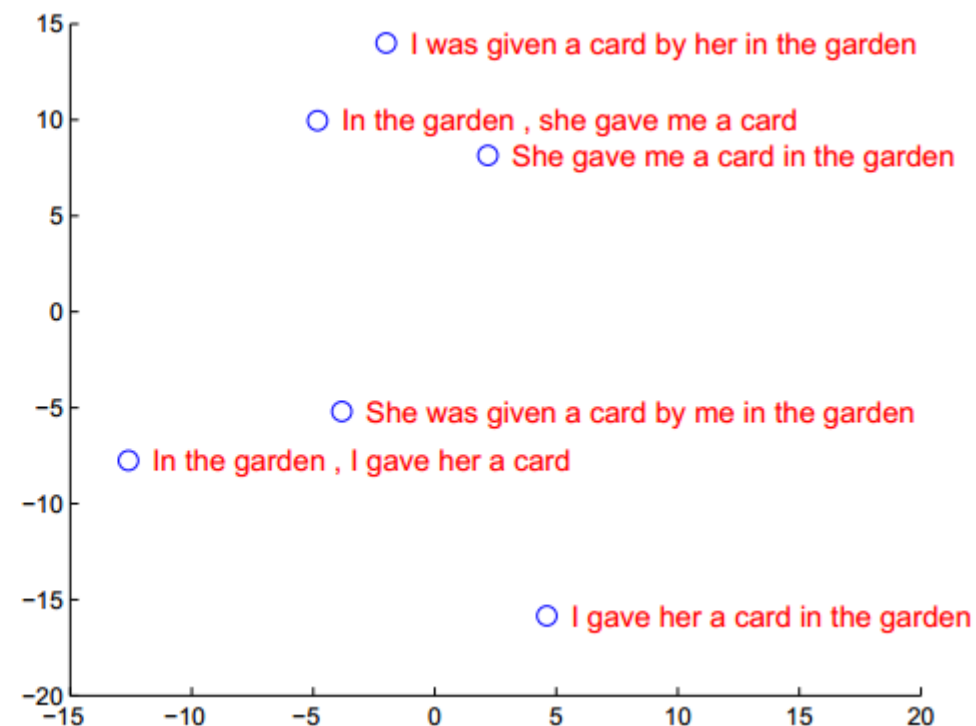 15
I was given a card by her in the garden
10
In the garden , she gave me a card
She gave me a card in the garden
5
0
−5
She was given a card by me in the garden
In the garden , I gave her a card
−10
−15
I gave her a card in the garden
−20
−15 −10 −5 0 5 10 15 20